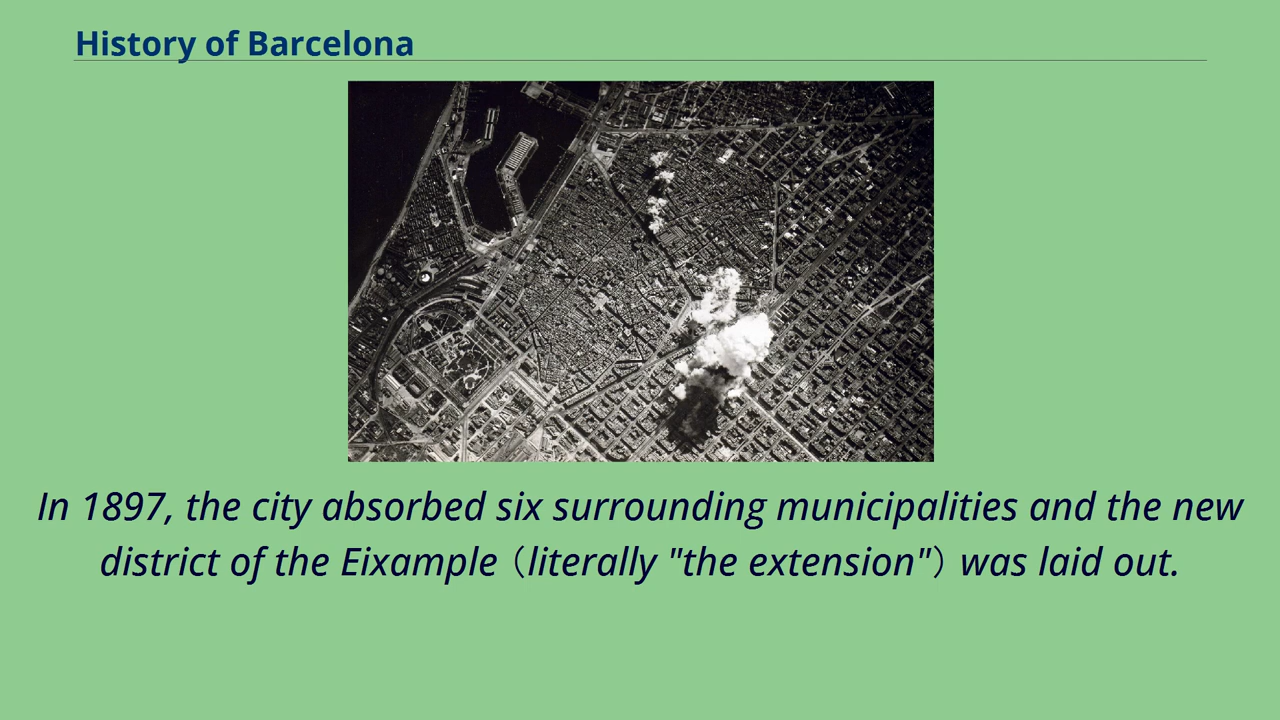 History of Barcelona
In 1897, the city absorbed six surrounding municipalities and the new
district of the Eixample （literally "the extension"） was laid out.